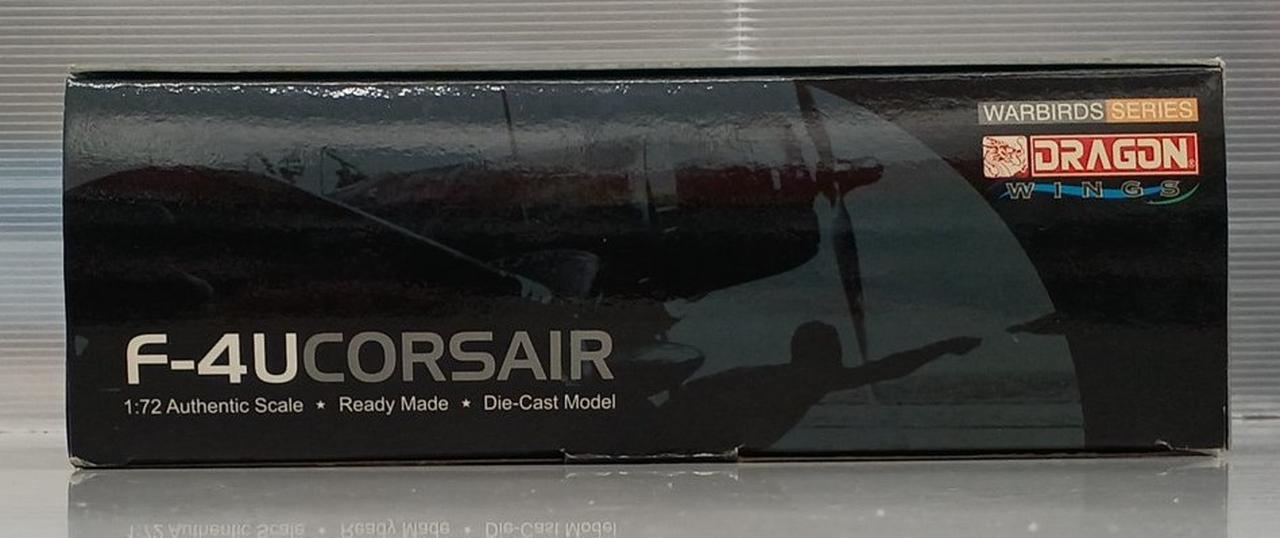 WARBIRDS SERIES
DRAGON
WINGS
F-4UCORSAIR
1:72 Authentic Scale ★ Ready Made ★ Die-Cast Model